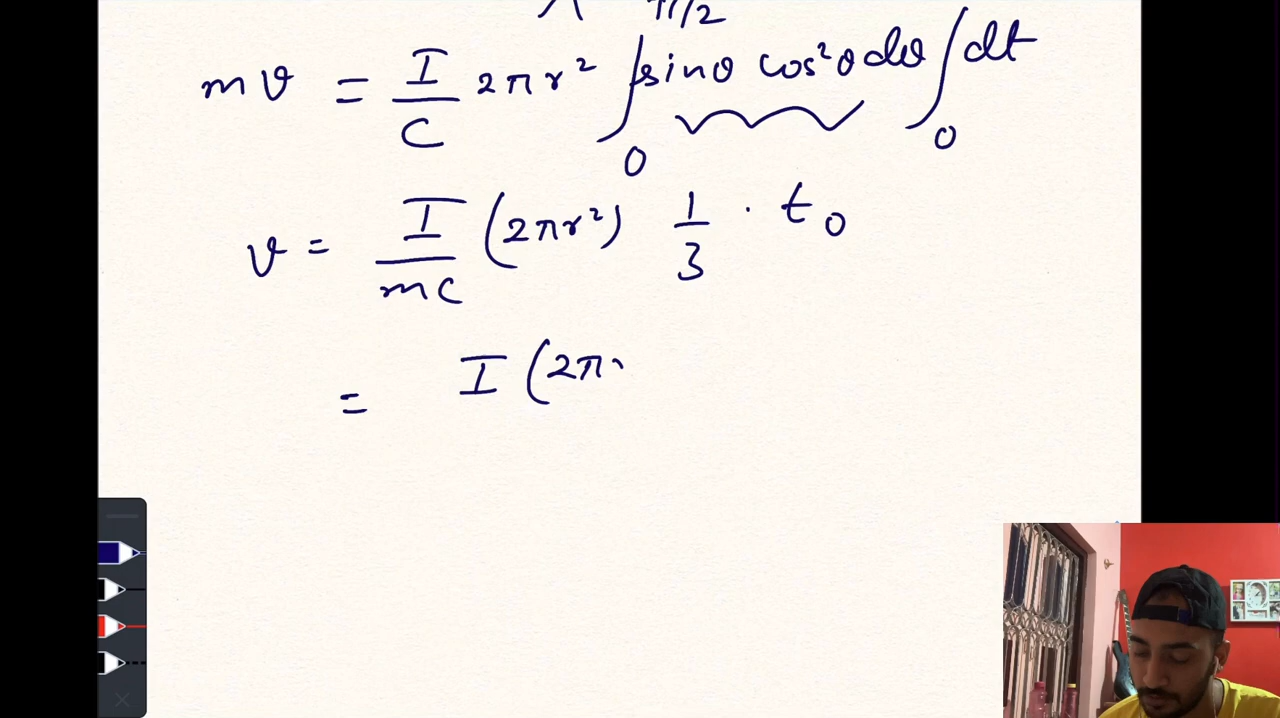 π/2
mv = I/C 2πr² ∫₀ sinθ cos²θ dθ ∫₀ dt
v = I/mC (2πr²) 1/3 · t₀
= I (2π